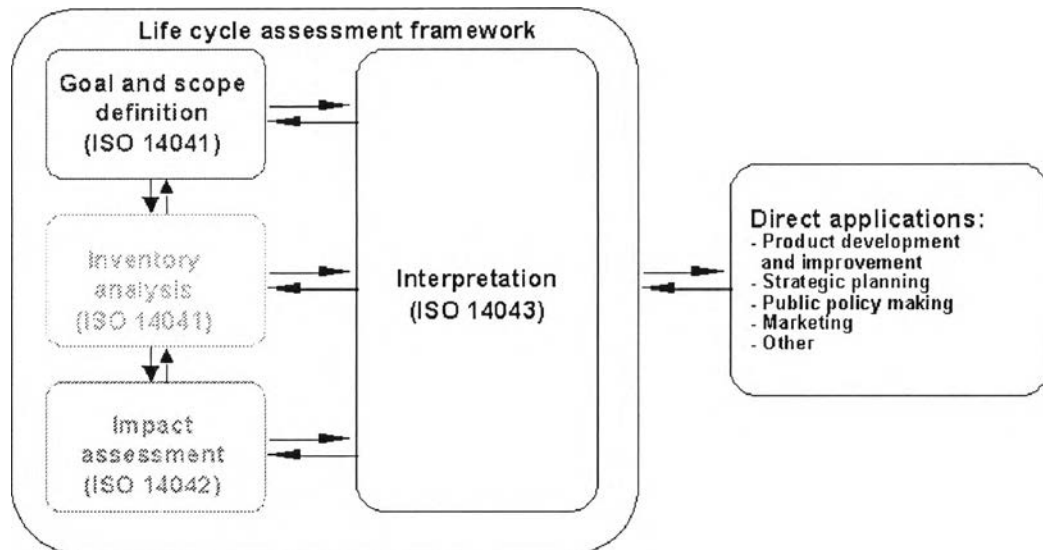 Life cycle assessment framework
Goal and scope
definition
(ISO 14041)
Inventory
analysis
(ISO 14041)
Impact
assessment
(ISO 14042)
Interpretation
(ISO 14043)
Direct applications:
- Product development
and improvement
- Strategic planning
- Public policy making
- Marketing
- Other